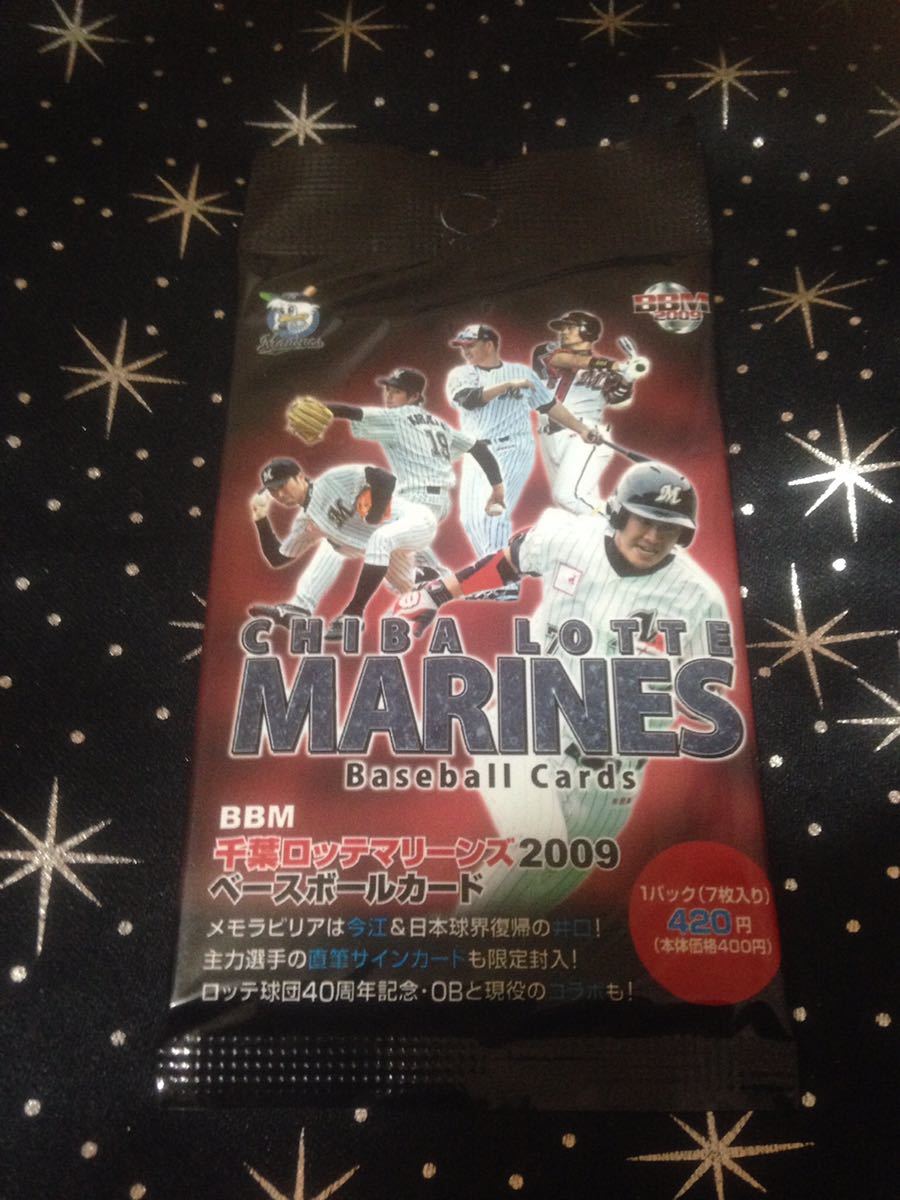 Marines
BBM
2009
18
M
M
CHIBA LOTTE
MARINES
Baseball Cards
BBM
千葉ロッテマリーンズ2009
ベースボールカード
メモラビリアは今江&日本球界復帰の井口!
主力選手の直筆サインカードも限定封入!
ロッテ球団40周年記念・OBと現役のコラボも!
1パック(7枚入り)
420円
(本体価格400円)